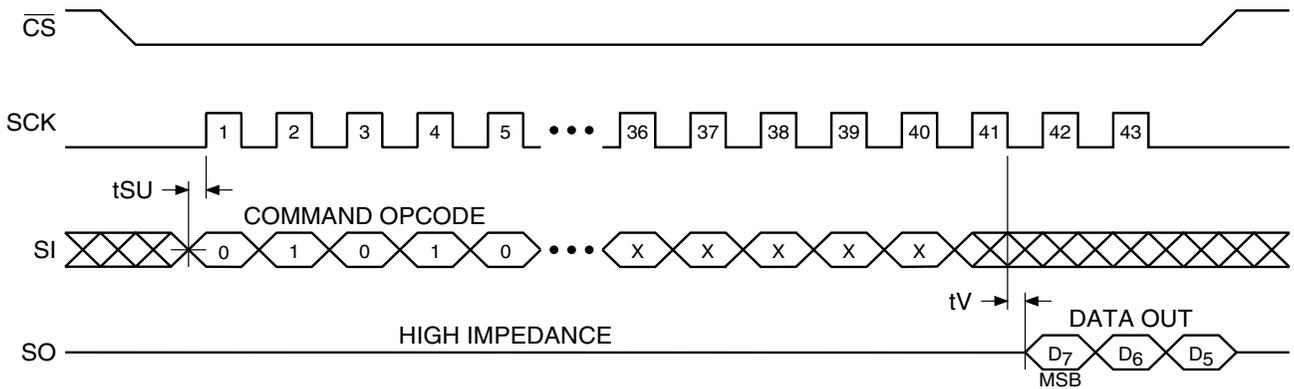 CS
SCK 1 2 3 4 5 ••• 36 37 38 39 40 41 42 43
tSU
COMMAND OPCODE
SI 0 1 0 1 0 ••• X X X X X
tV
HIGH IMPEDANCE
DATA OUT
SO D7 D6 D5
MSB